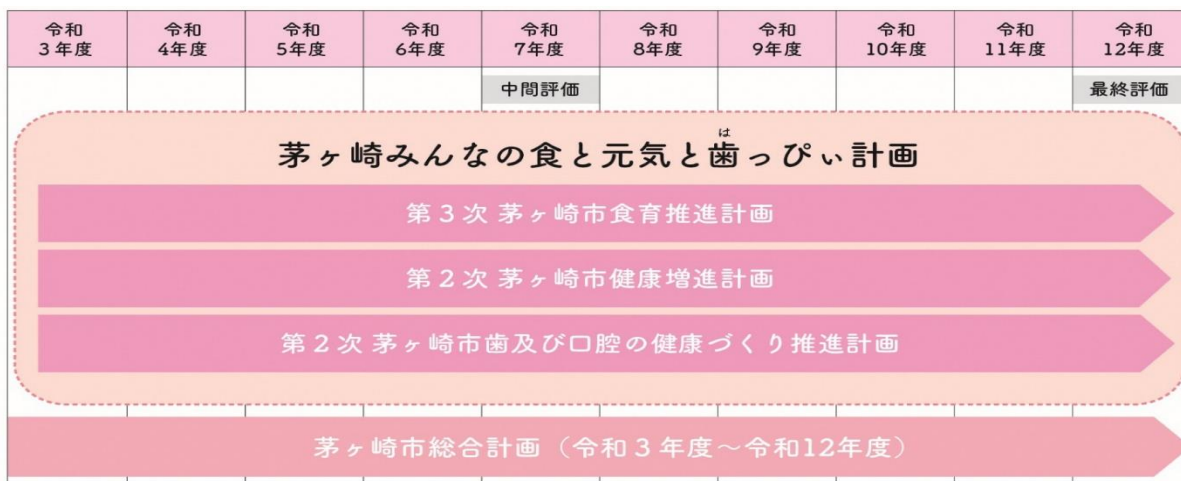 令和
3年度
令和
4年度
令和
5年度
令和
6年度
令和
7年度
令和
8年度
令和
9年度
令和
10年度
令和
11年度
令和
12年度
中間評価
最終評価
は
茅ヶ崎みんなの食と元気と歯っぴぃ計画
第3次 茅ヶ崎市食育推進計画
第2次 茅ヶ崎市健康増進計画
第2次 茅ヶ崎市歯及び口腔の健康づくり推進計画
茅ヶ崎市総合計画（令和3年度～令和12年度）